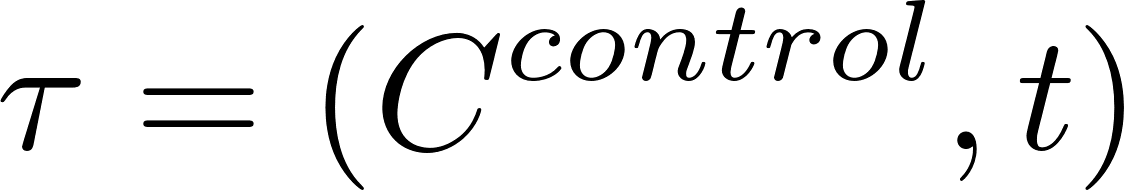 τ = (C^{control}, t)